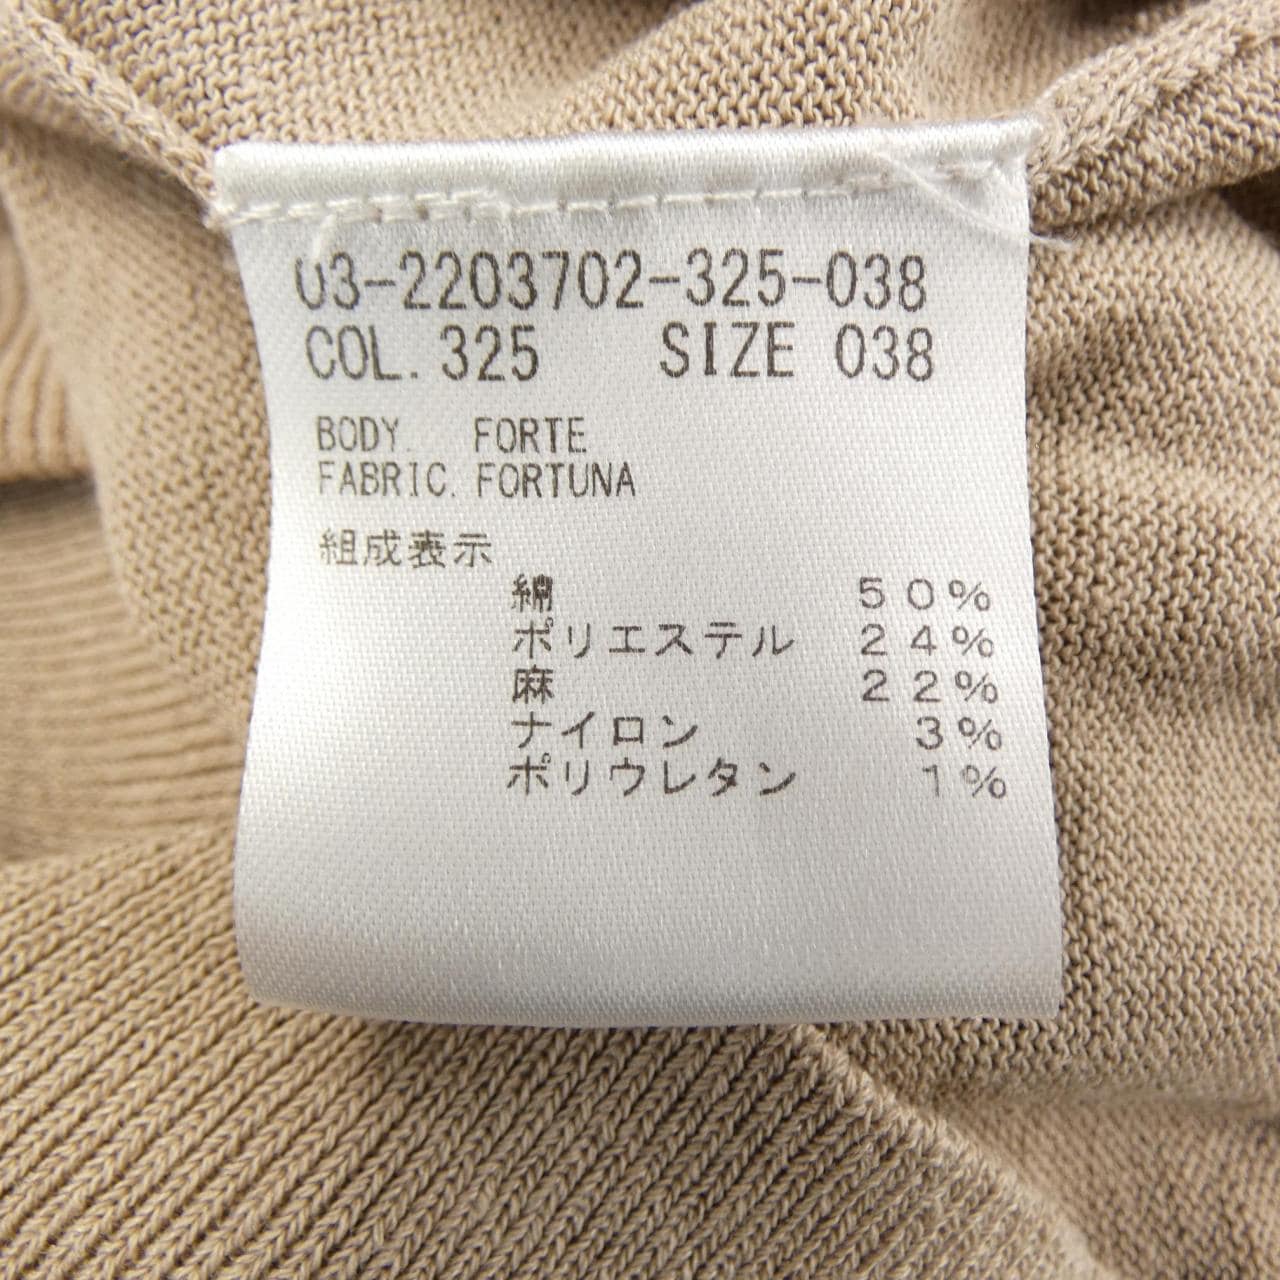 03-2203702-325-038
COL. 325 SIZE 038
BODY. FORTE
FABRIC. FORTUNA
組成表示
綿 50%
ポリエステル 24%
麻 22%
ナイロン 3%
ポリウレタン 1%